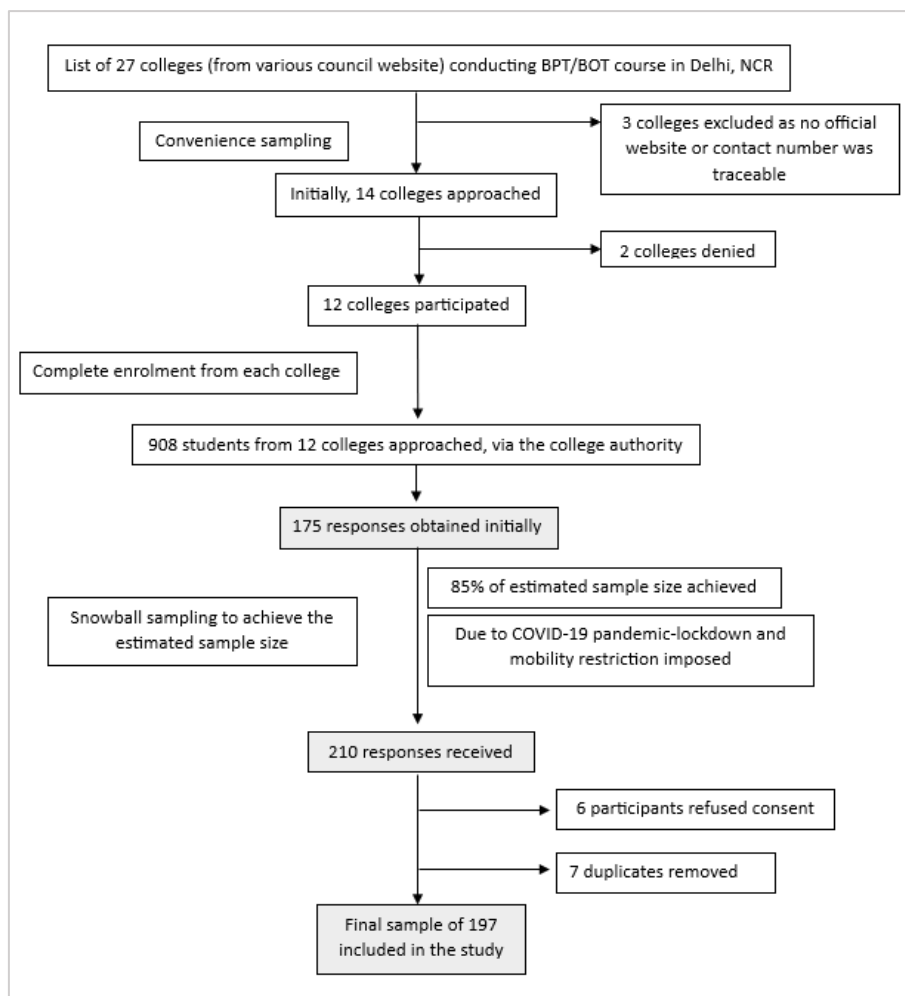 List of 27 colleges (from various council website) conducting BPT/BOT course in Delhi, NCR
Convenience sampling
3 colleges excluded as no official
website or contact number was
traceable
Initially, 14 colleges approached
2 colleges denied
12 colleges participated
Complete enrolment from each college
908 students from 12 colleges approached, via the college authority
175 responses obtained initially
85% of estimated sample size achieved
Snowball sampling to achieve the
estimated sample size
Due to COVID-19 pandemic-lockdown and
mobility restriction imposed
210 responses received
6 participants refused consent
7 duplicates removed
Final sample of 197
included in the study